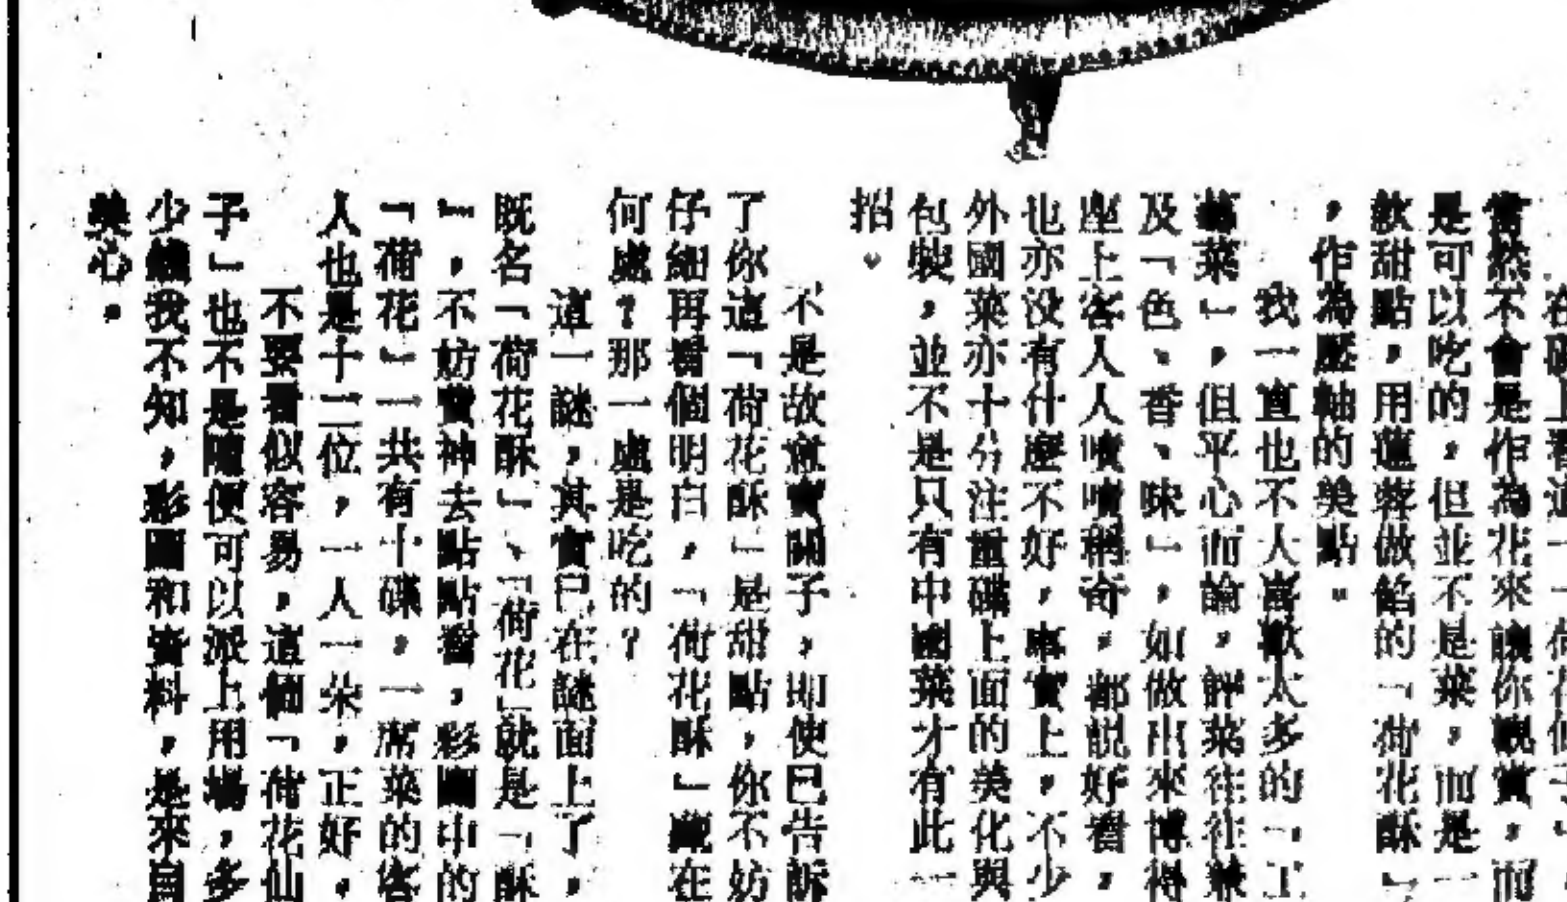 當然不會是作為花來讓你觀賞，而
是可以吃的，但並不是菜，而是一
款甜點，用蓮蓉做餡的「荷花酥」
，作為壓軸的美點。
我一直也不大喜歡太多的「工
藝菜」，但平心而論，鮮菜往往兼
及「色、香、味」，如做出來博得
座上客人人嘖嘖稱奇，都説好看，
也亦没有什麼不好，事實上，不少
外國菜亦十分注重碟上面的美化與
包裝，並不是只有中國菜才有此一
招。
不是故意賣關子，即使已告訴
了你這「荷花酥」是甜點，你不妨
仔細再看個明白，「荷花酥」藏在
何處？那一處是吃的？
這一謎，其實已在謎面上了，
既名「荷花酥」、「荷花」就是「酥
」，不妨費神去點點看，彩圖中的
「荷花」一共有十碟，一席菜的客
人也是十二位，一人一朵，正好，
不要看似容易，這個「荷花仙
子」也不是隨便可以派上用場，多
少錢我不知，彩圖和資料，是來自
美心。